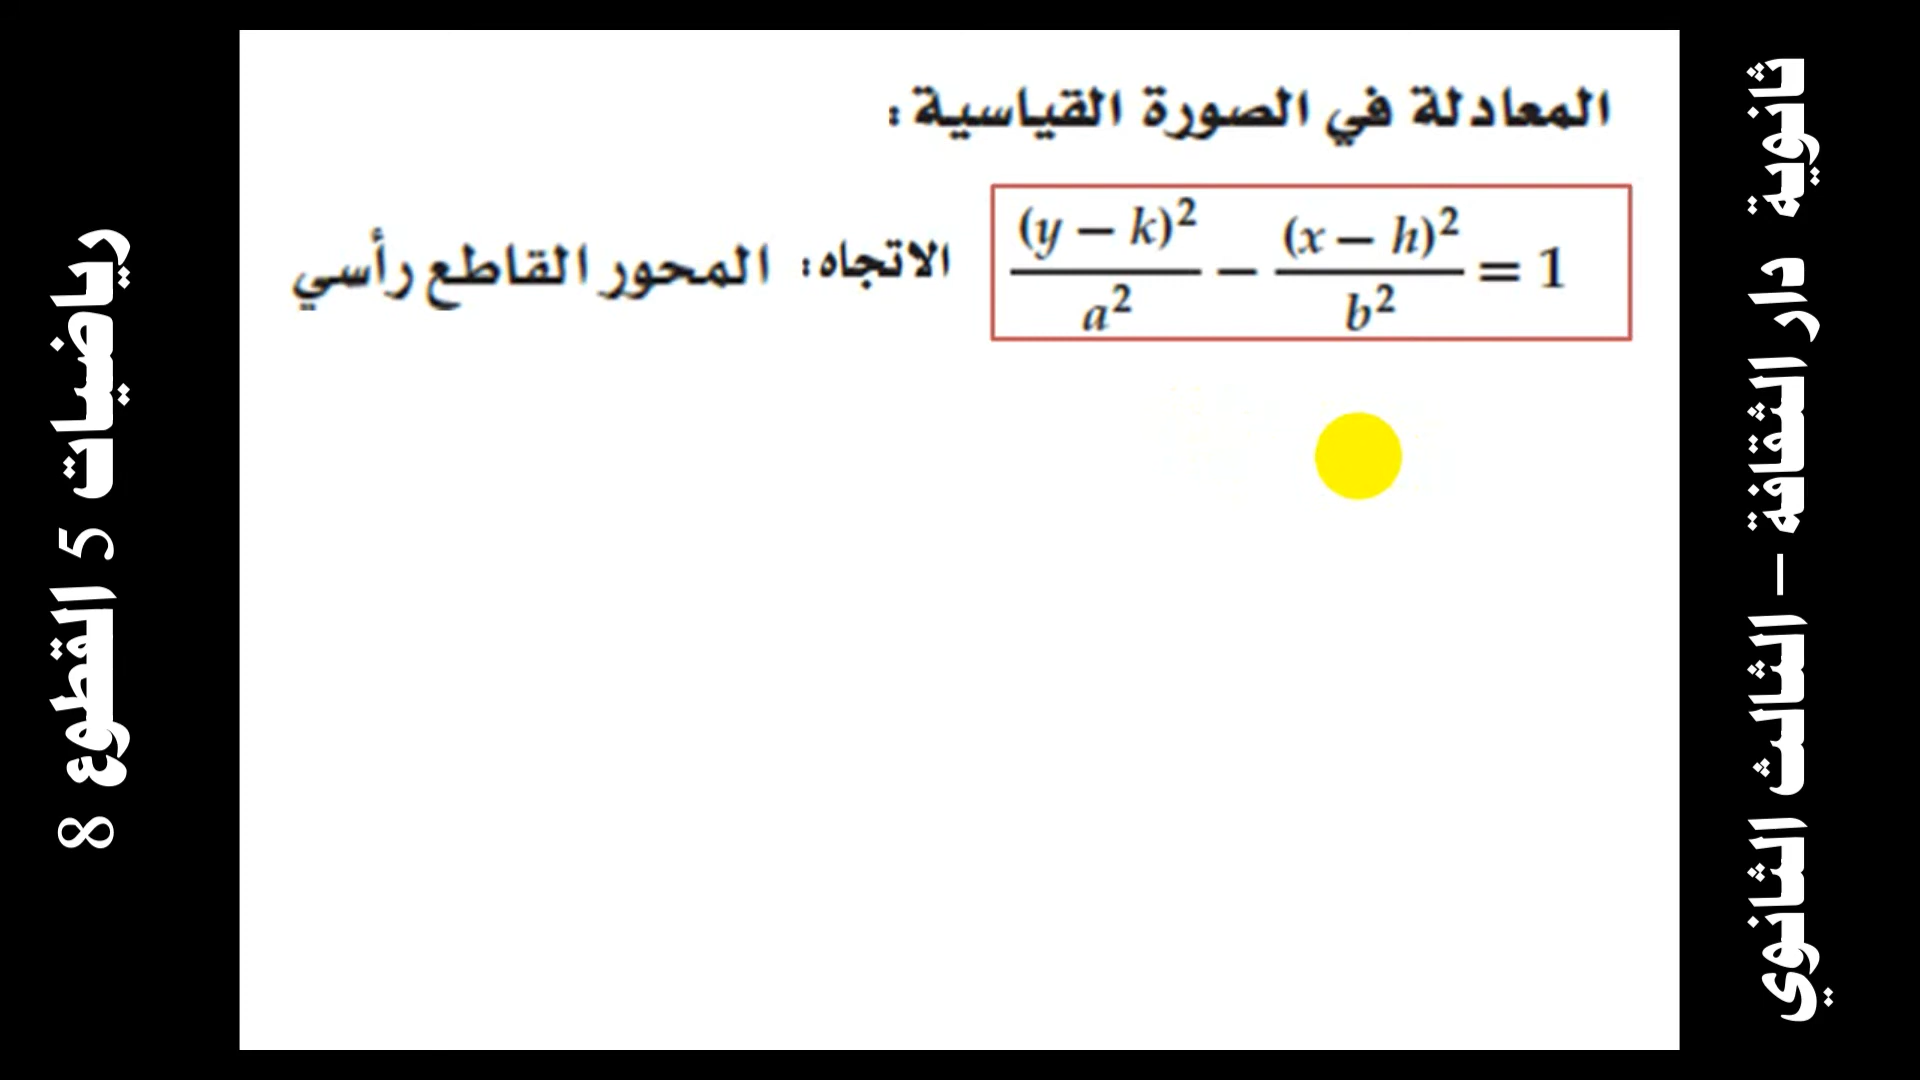 المعادلة في الصورة القياسية :
(y – k)² / a² – (x – h)² / b² = 1
الاتجاه : المحور القاطع رأسي
ثانوية دار الثقافة – الثالث الثانوي
رياضيات 5 القطوع 8